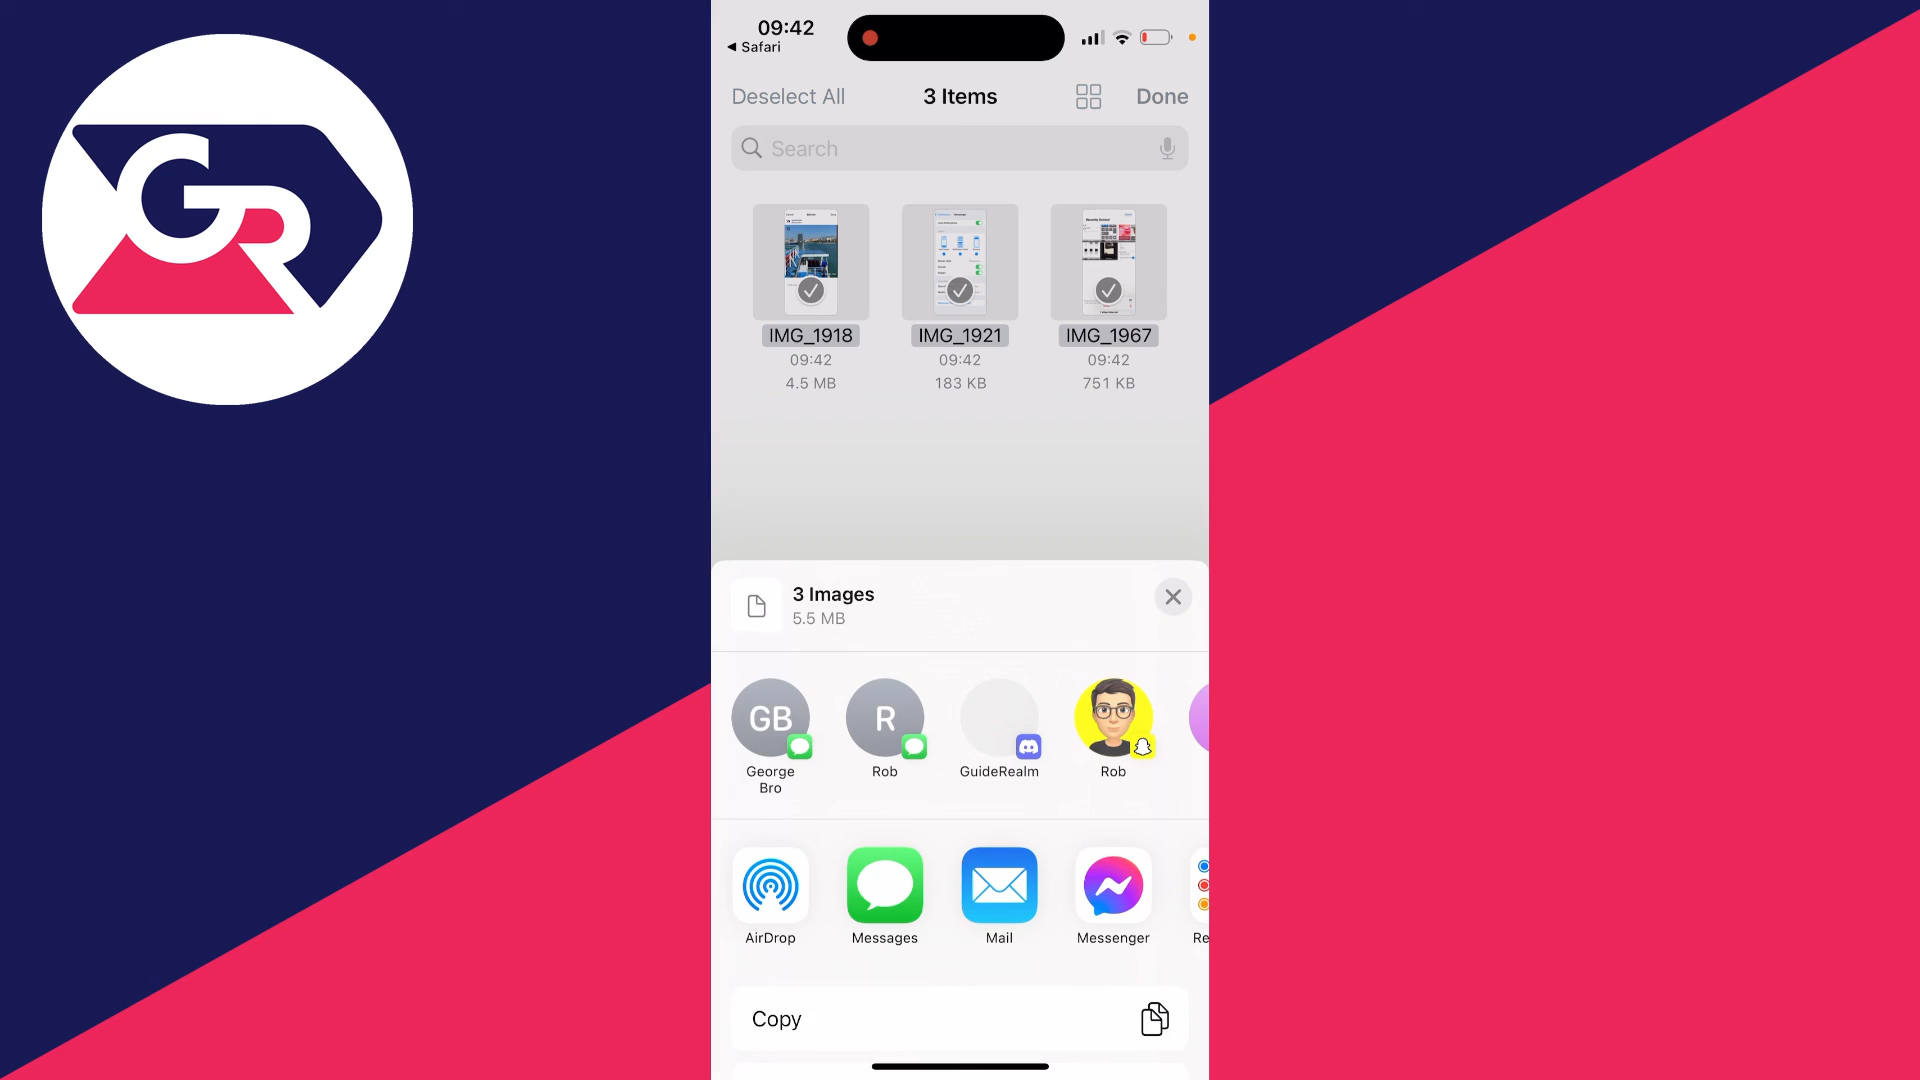 GR
09:42
Safari
Deselect All
3 Items
Done
Search
IMG_1918
IMG_1921
IMG_1967
09:42
09:42
09:42
4.5 MB
183 KB
751 KB
3 Images
5.5 MB
GB
R
George
Bro
Rob
GuideRealm
Rob
AirDrop
Messages
Mail
Messenger
Re
Copy